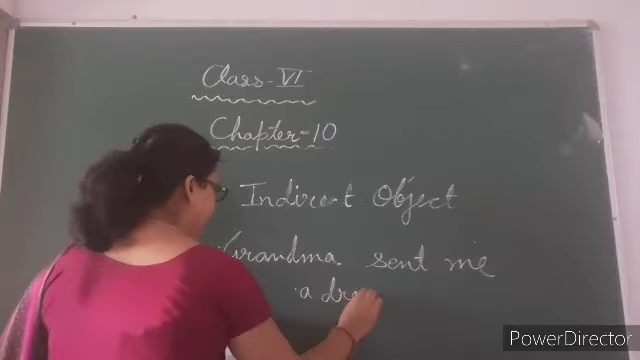 Class-VI
Chapter-10
Indirect Object
Grandma sent me
a dre
PowerDirector